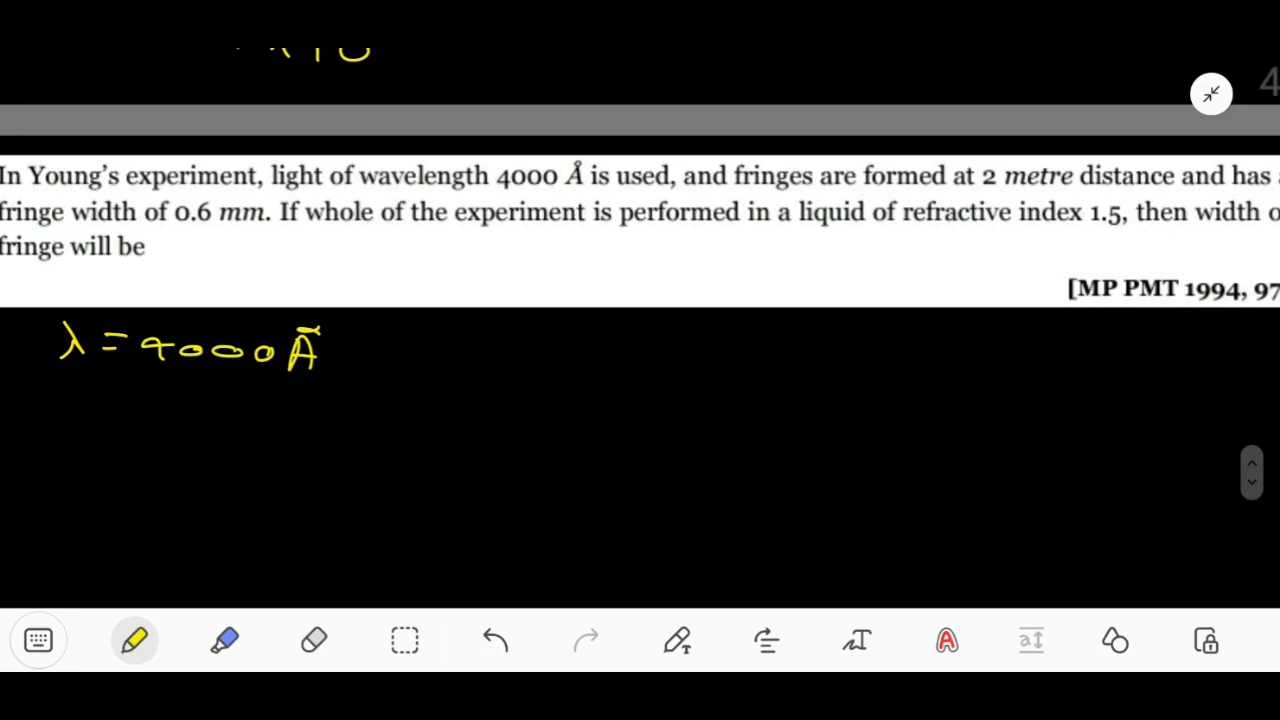 4
In Young's experiment, light of wavelength 4000 Å is used, and fringes are formed at 2 metre distance and has
fringe width of 0.6 mm. If whole of the experiment is performed in a liquid of refractive index 1.5, then width
fringe will be
[MP PMT 1994, 97
λ = 4000 Å